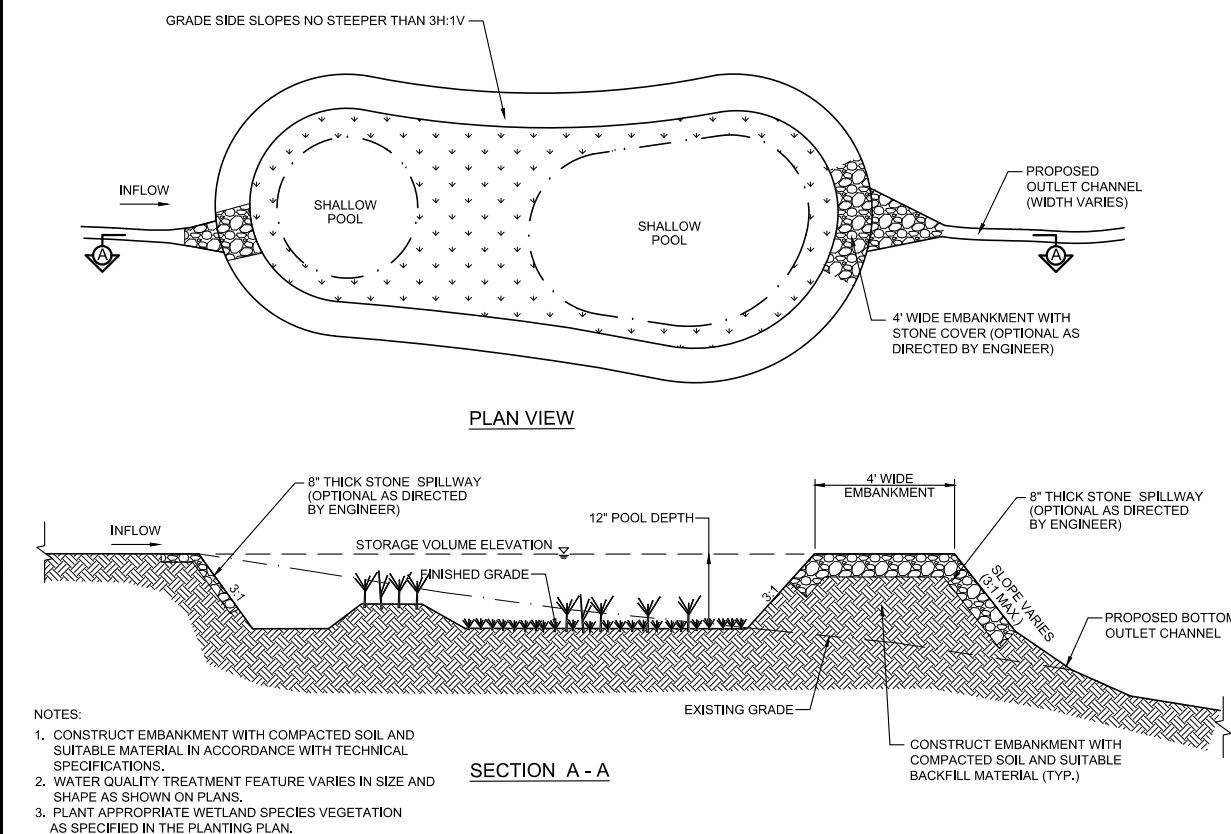 GRADE SIDE SLOPES NO STEEPER THAN 3H:1V
INFLOW
SHALLOW
POOL
SHALLOW
POOL
PROPOSED
OUTLET CHANNEL
(WIDTH VARIES)
A
A
4' WIDE EMBANKMENT WITH
STONE COVER (OPTIONAL AS
DIRECTED BY ENGINEER)
PLAN VIEW
8" THICK STONE SPILLWAY
(OPTIONAL AS DIRECTED
BY ENGINEER)
4' WIDE
EMBANKMENT
8" THICK STONE SPILLWAY
(OPTIONAL AS DIRECTED
BY ENGINEER)
INFLOW
12" POOL DEPTH
STORAGE VOLUME ELEVATION
FINISHED GRADE
3:1
3:1
SLOPE VARIES
(3:1 MAX.)
PROPOSED BOTTOM
OUTLET CHANNEL
EXISTING GRADE
CONSTRUCT EMBANKMENT WITH
COMPACTED SOIL AND SUITABLE
BACKFILL MATERIAL (TYP.)
SECTION A - A
NOTES:
1. CONSTRUCT EMBANKMENT WITH COMPACTED SOIL AND
SUITABLE MATERIAL IN ACCORDANCE WITH TECHNICAL
SPECIFICATIONS.
2. WATER QUALITY TREATMENT FEATURE VARIES IN SIZE AND
SHAPE AS SHOWN ON PLANS.
3. PLANT APPROPRIATE WETLAND SPECIES VEGETATION
AS SPECIFIED IN THE PLANTING PLAN.